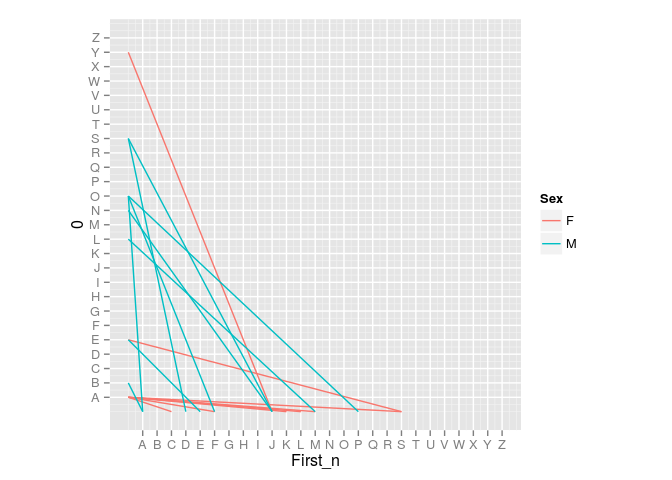 Z
Y
X
W
V
U
T
S
R
Q
P
O
N
M
L
K
J
I
H
G
F
E
D
C
B
A
0
A B C D E F G H I J K L M N O P Q R S T U V W X Y Z
First_n
Sex
F
M